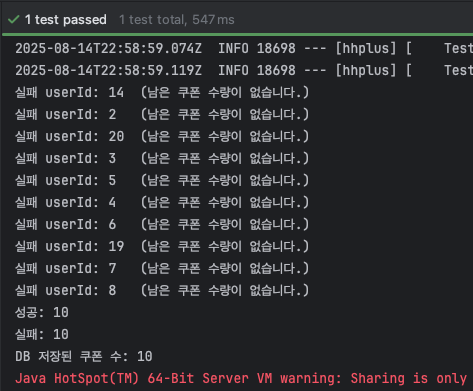 1 test passed 1 test total, 547 ms
2025-08-14T22:58:59.074Z  INFO 18698 --- [hhplus] [    Test
2025-08-14T22:58:59.119Z  INFO 18698 --- [hhplus] [    Test
실패 userId: 14  (남은 쿠폰 수량이 없습니다.)
실패 userId: 2   (남은 쿠폰 수량이 없습니다.)
실패 userId: 20  (남은 쿠폰 수량이 없습니다.)
실패 userId: 3   (남은 쿠폰 수량이 없습니다.)
실패 userId: 5   (남은 쿠폰 수량이 없습니다.)
실패 userId: 4   (남은 쿠폰 수량이 없습니다.)
실패 userId: 6   (남은 쿠폰 수량이 없습니다.)
실패 userId: 19  (남은 쿠폰 수량이 없습니다.)
실패 userId: 7   (남은 쿠폰 수량이 없습니다.)
실패 userId: 8   (남은 쿠폰 수량이 없습니다.)
성공: 10
실패: 10
DB 저장된 쿠폰 수: 10
Java HotSpot(TM) 64-Bit Server VM warning: Sharing is only